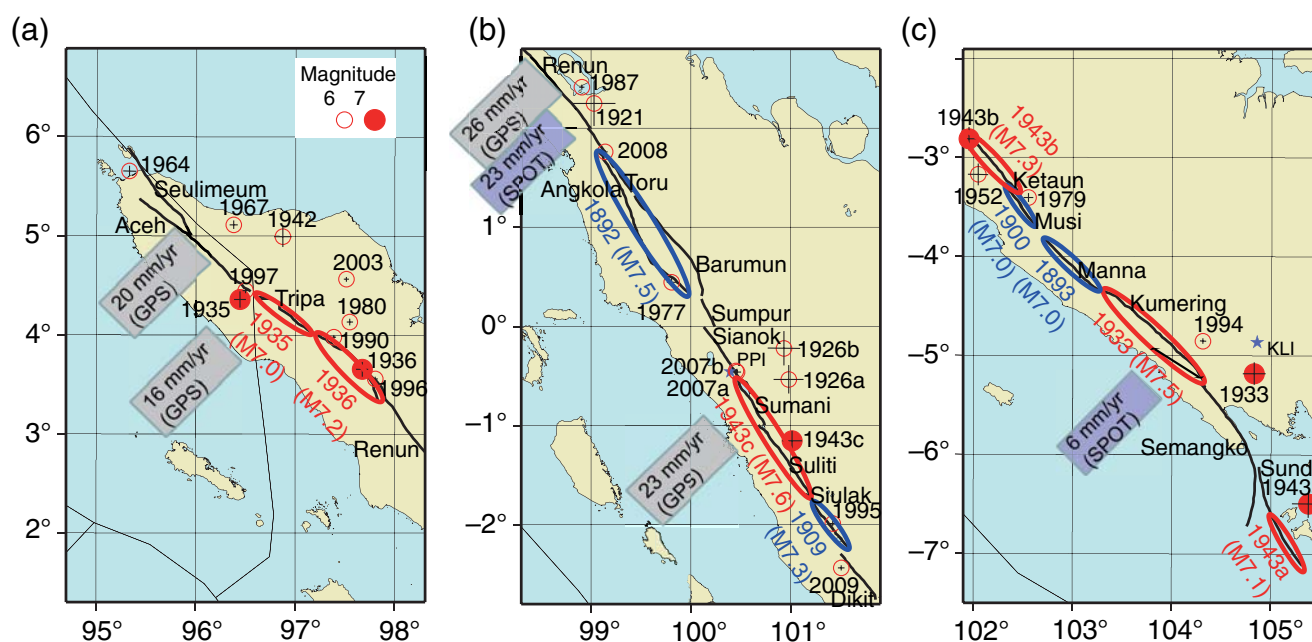 (a)
Magnitude
6 7
1964
Seulimeum
1967
1942
Aceh
2003
1997
20 mm/yr
(GPS)
1935
Tripa
1980
1990
1935
(M7.0)
1936
1996
16 mm/yr
(GPS)
1936
(M7.2)
Renun
6°
5°
4°
3°
2°
95° 96° 97° 98°
(b)
Renun
1987
26 mm/yr
(GPS)
1921
23 mm/yr
(SPOT)
2008
Angkola
Toru
1892 (M7.5)
Barumun
1977
Sumpur
Sianok
1926b
2007b
PPI
2007a
1926a
Sumani
1943c (M7.6)
1943c
23 mm/yr
(GPS)
Suliti
Siulak
1995
1909
(M7.3)
2009
Dikit
1°
0°
−1°
−2°
99° 100° 101°
(c)
1943b
1943b
(M7.3)
Ketaun
1952
1979
Musi
1900
(M7.0)
Manna
1893
(M7.0)
Kumering
1994
KLI
1933 (M7.5)
1933
6 mm/yr
(SPOT)
Semangko
Sund
1943
1943a
(M7.1)
−3°
−4°
−5°
−6°
−7°
102° 103° 104° 105°